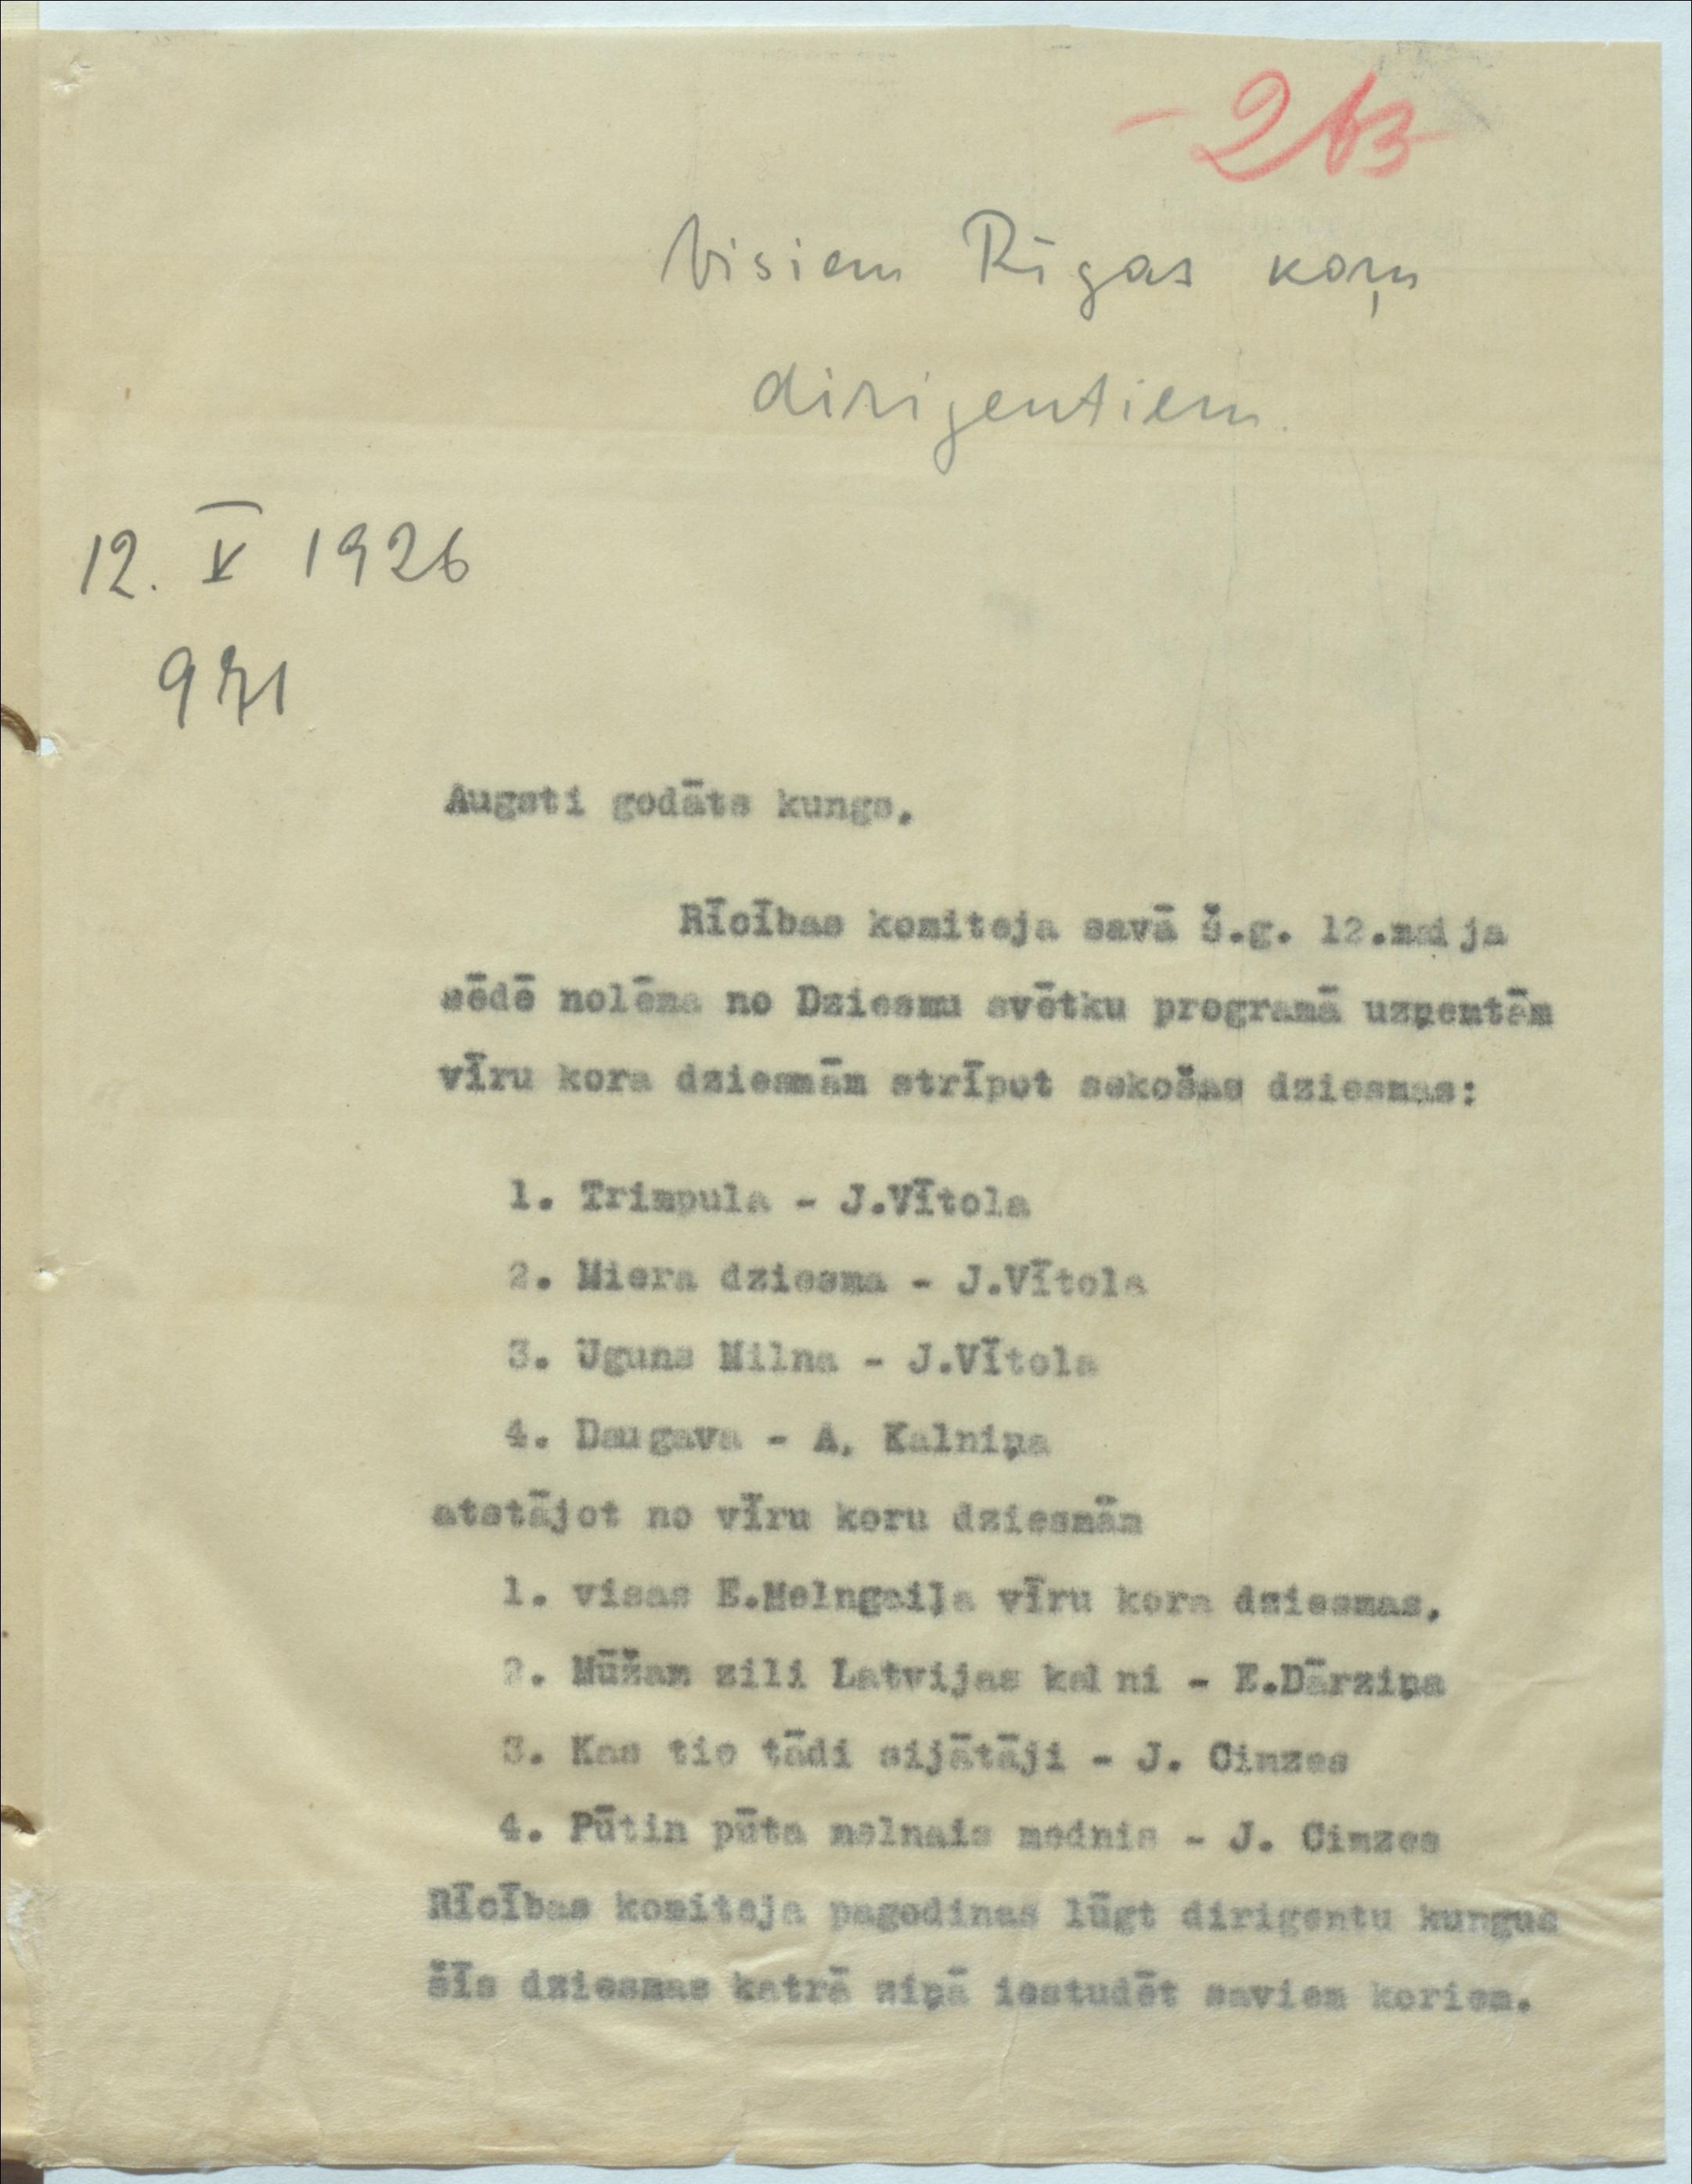 - 263
Visiem Rīgas koŗu
dirigentiem.
12. V 1926
971
Augsti godāts kungs.
Rīcības komiteja savā š.g. 12.maija
sēdē nolēma no Dziesmu svētku programā uzņemtām
vīru kora dziesmām strīpot sekošas dziesmas:
1. Trimpula - J.Vītola
2. Miera dziesma - J.Vītola
3. Uguns Milna - J.Vītola
4. Daugava - A. Kalniņa
atstājot no vīru koru dziesmām
1. visas E.Melngaiļa vīru kora dziesmas.
2. Mūžam zili Latvijas kalni - E.Dārziņa
3. Kas tie tādi sijātāji - J. Cimzes
4. Pūtin pūta melnais mednis - J. Cimzes
Rīcības komiteja pagodinas lūgt dirigentu kungus
šīs dziesmas katrā ziņā iestudēt saviem koriem.